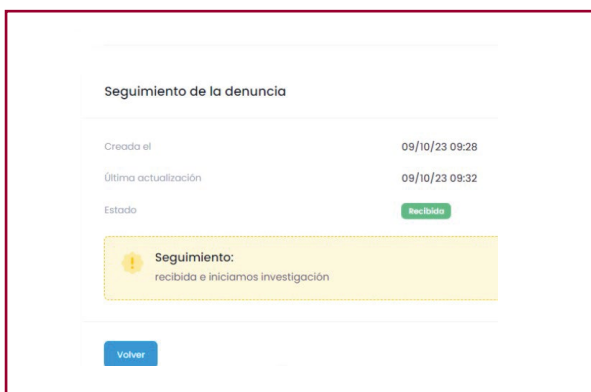 Seguimiento de la denuncia
Creada el 09/10/23 09:28
Última actualización 09/10/23 09:32
Estado Recibida
Seguimiento:
recibida e iniciamos investigación
Volver